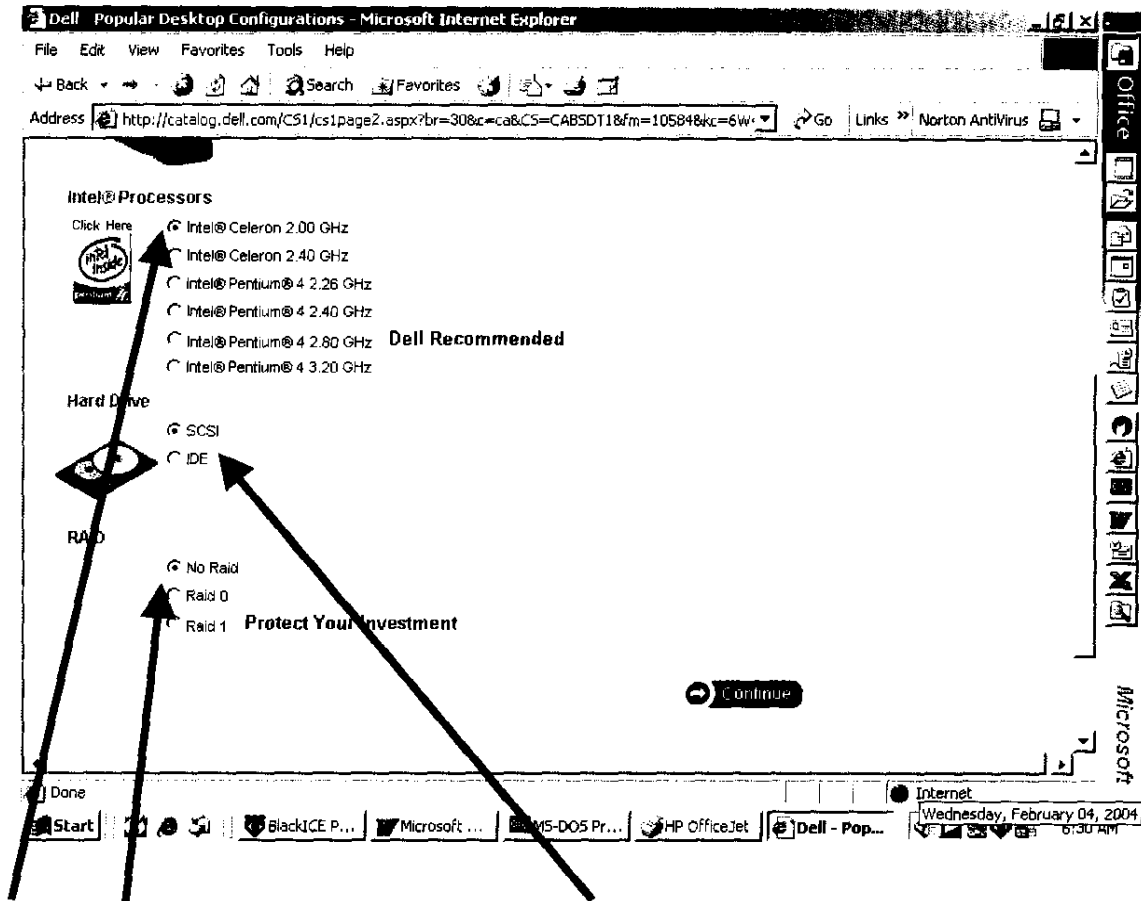 Dell Popular Desktop Configurations - Microsoft Internet Explorer
File Edit View Favorites Tools Help
Back Search Favorites
Address http://catalog.dell.com/CS1/cs1page2.aspx?br=308&c=ca&CS=CABSDT1&fm=10584&kc=6W Go Links » Norton AntiVirus
Office
Intel® Processors
Click Here
intel inside
pentium 4
Intel® Celeron 2.00 GHz
Intel® Celeron 2.40 GHz
Intel® Pentium® 4 2.26 GHz
Intel® Pentium® 4 2.40 GHz
Intel® Pentium® 4 2.80 GHz Dell Recommended
Intel® Pentium® 4 3.20 GHz
Hard Drive
SCSI
IDE
RAID
No Raid
Raid 0
Raid 1 Protect Your Investment
Continue
Microsoft
Done Internet
Start BlackICE P... Microsoft ... MS-DOS Pr... HP OfficeJet Dell - Pop...
Wednesday, February 04, 2004
6:30 AM